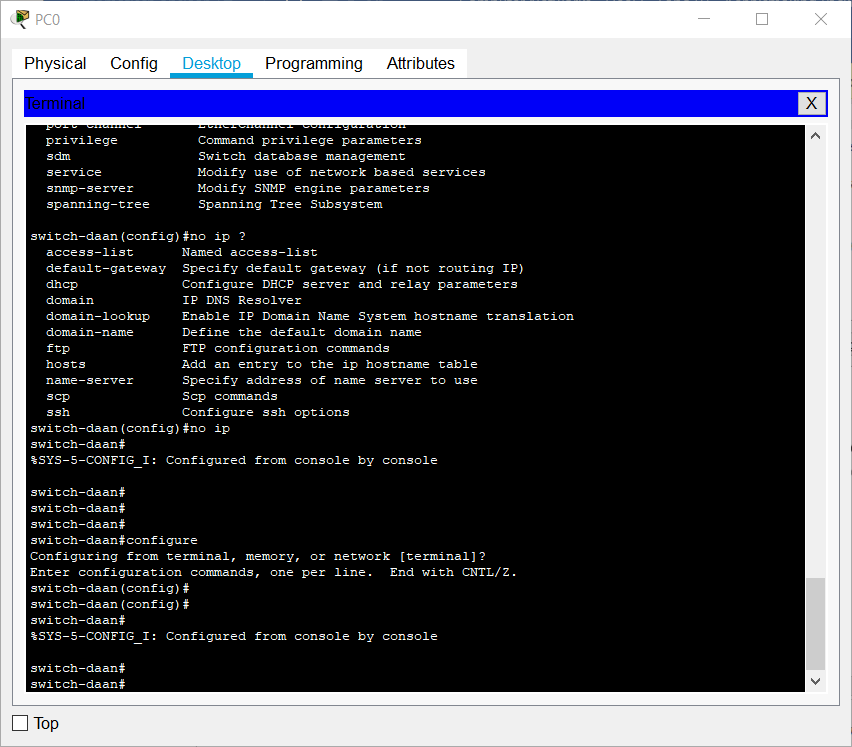 PC0
Physical Config Desktop Programming Attributes
Terminal X
port-channel EtherChannel configuration
privilege Command privilege parameters
sdm Switch database management
service Modify use of network based services
snmp-server Modify SNMP engine parameters
spanning-tree Spanning Tree Subsystem
switch-daan(config)#no ip ?
access-list Named access-list
default-gateway Specify default gateway (if not routing IP)
dhcp Configure DHCP server and relay parameters
domain IP DNS Resolver
domain-lookup Enable IP Domain Name System hostname translation
domain-name Define the default domain name
ftp FTP configuration commands
hosts Add an entry to the ip hostname table
name-server Specify address of name server to use
scp Scp commands
ssh Configure ssh options
switch-daan(config)#no ip
switch-daan#
%SYS-5-CONFIG_I: Configured from console by console
switch-daan#
switch-daan#
switch-daan#
switch-daan#configure
Configuring from terminal, memory, or network [terminal]?
Enter configuration commands, one per line.  End with CNTL/Z.
switch-daan(config)#
switch-daan(config)#
switch-daan#
%SYS-5-CONFIG_I: Configured from console by console
switch-daan#
switch-daan#
Top